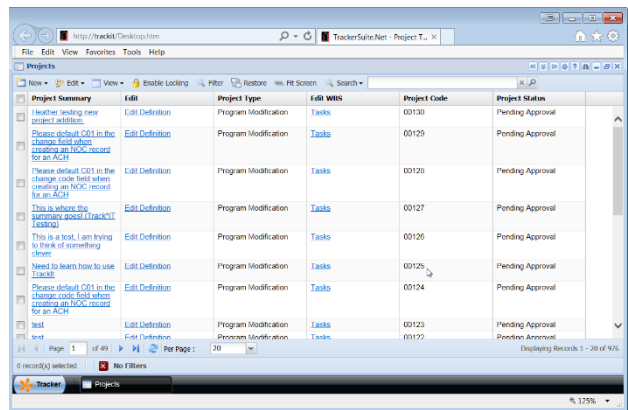 http://trackit/Desktop.htm TrackerSuite.Net - Project T...
File Edit View Favorites Tools Help
Projects
New Edit View Enable Locking Filter Restore Fit Screen Search
Project Summary Edit Project Type Edit WBS Project Code Project Status
Heather testing new Edit Definition Program Modification Tasks 00130 Pending Approval
project addition.
Please default C01 in the Edit Definition Program Modification Tasks 00129 Pending Approval
change field when
creating an NOC record
for an ACH
Please default C01 in the Edit Definition Program Modification Tasks 00128 Pending Approval
change code field when
creating an NOC record
for an ACH
This is where the Edit Definition Program Modification Tasks 00127 Pending Approval
summary goes! (Track*IT
Testing)
This is a test, I am trying Edit Definition Program Modification Tasks 00126 Pending Approval
to think of something
clever
Need to learn how to use Edit Definition Program Modification Tasks 00125 Pending Approval
TrackIt
Please default C01 in the Edit Definition Program Modification Tasks 00124 Pending Approval
change code field when
creating an NOC record
for an ACH
test Edit Definition Program Modification Tasks 00123 Pending Approval
test Edit Definition Program Modification Tasks 00122 Pending Approval
Page 1 of 49 Per Page : 20 Displaying Records 1 - 20 of 976
0 record(s) selected No Filters
Tracker Projects
125%